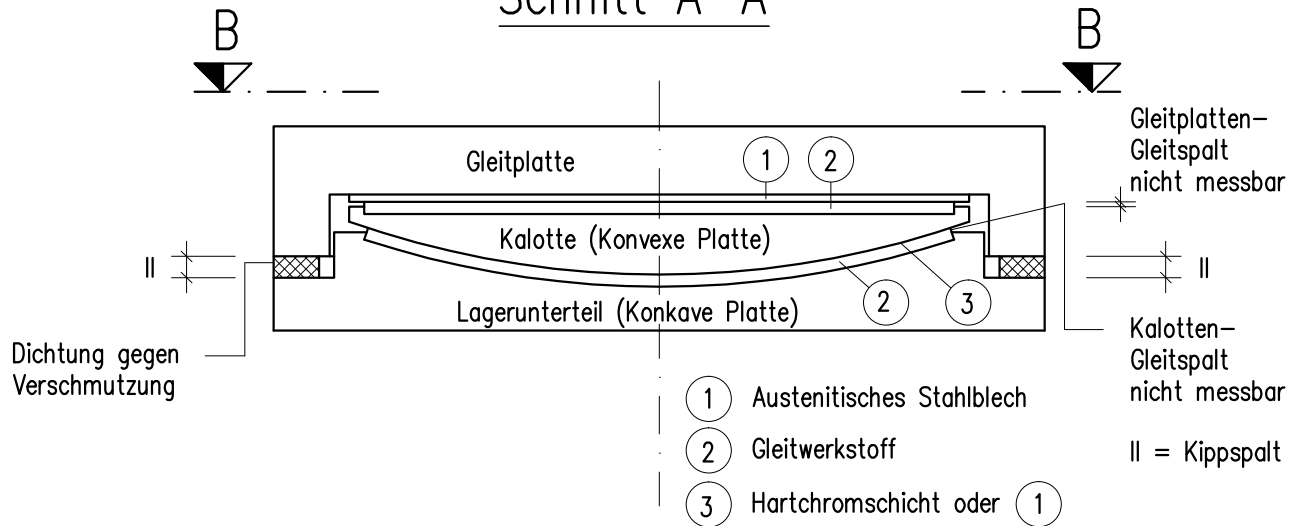 Schnitt A-A
B
B
Gleitplatte
1
2
Gleitplatten-
Gleitspalt
nicht messbar
Kalotte (Konvexe Platte)
II
II
2
3
Lagerunterteil (Konkave Platte)
Dichtung gegen
Verschmutzung
Kalotten-
Gleitspalt
nicht messbar
1 Austenitisches Stahlblech
2 Gleitwerkstoff
II = Kippspalt
3 Hartchromschicht oder 1